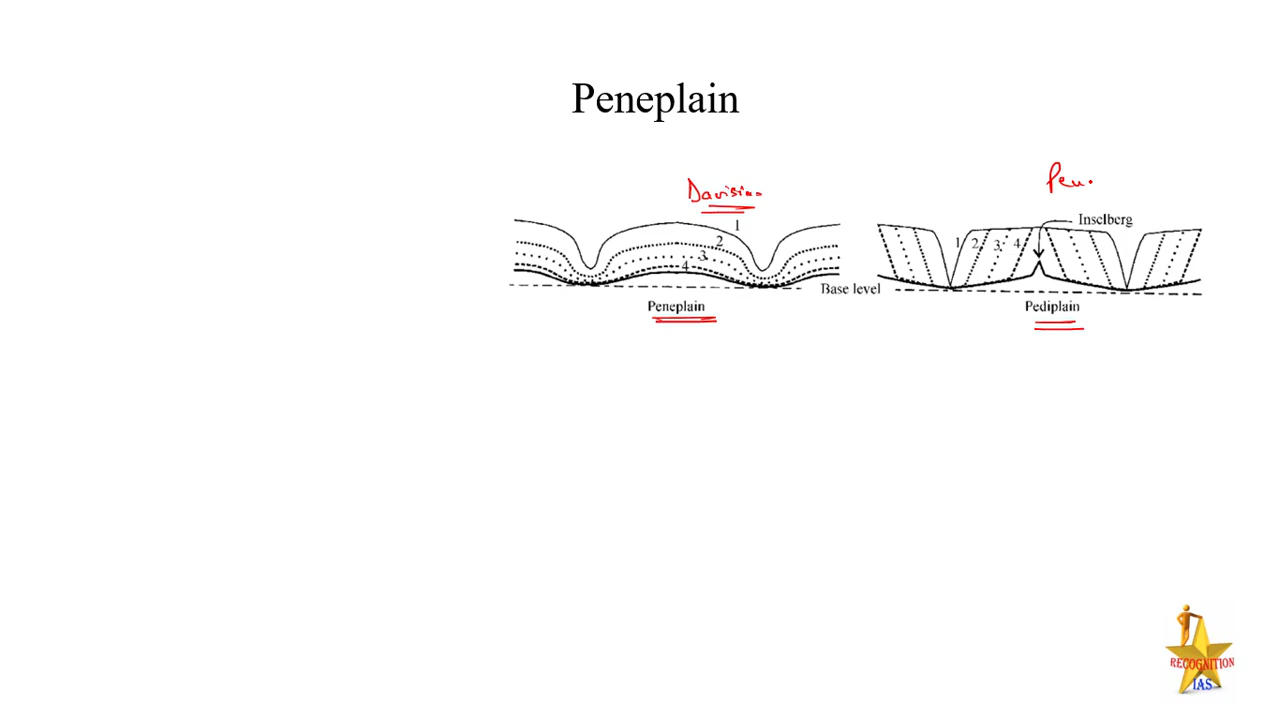 Peneplain
Davisian
Pen.
1
2
3
4
Peneplain
Base level
Inselberg
1
2
3
4
Pediplain
RECOGNITION
IAS